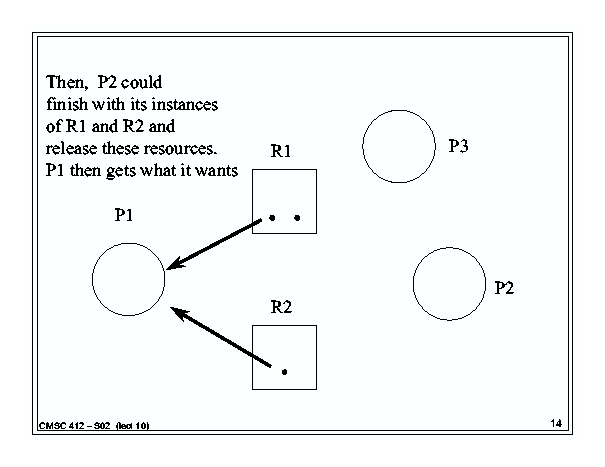 Then,  P2 could
finish with its instances
of R1 and R2 and
release these resources.
P1 then gets what it wants
R1
P3
P1
P2
R2
CMSC 412 – S02  (lect 10)
14